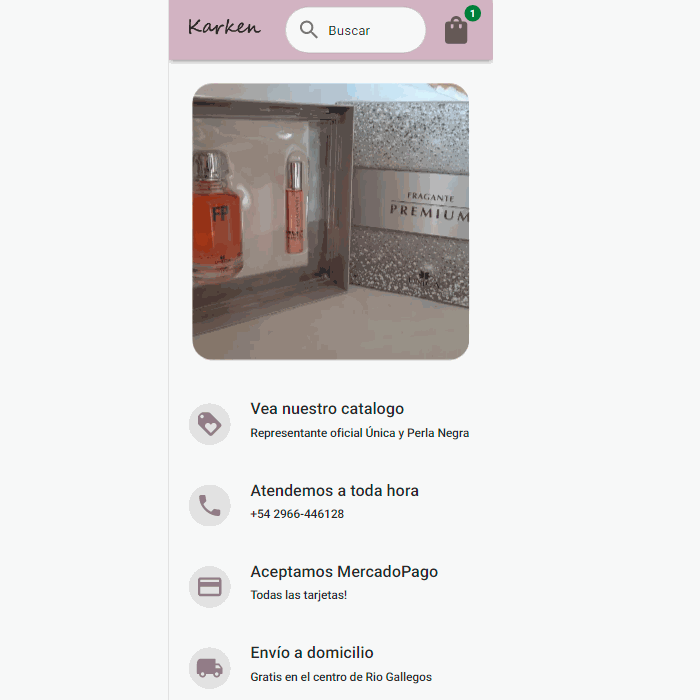 Karken
Buscar
1
FP
FRAGANTE
PREMIUM
Vea nuestro catalogo
Representante oficial Única y Perla Negra
Atendemos a toda hora
+54 2966-446128
Aceptamos MercadoPago
Todas las tarjetas!
Envío a domicilio
Gratis en el centro de Rio Gallegos